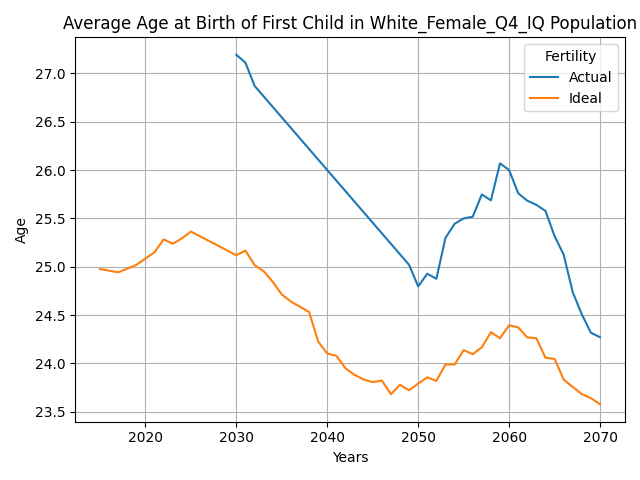 Average Age at Birth of First Child in White_Female_Q4_IQ Population
Fertility
Actual
Ideal
27.0
26.5
26.0
25.5
25.0
24.5
24.0
23.5
Age
2020 2030 2040 2050 2060 2070
Years